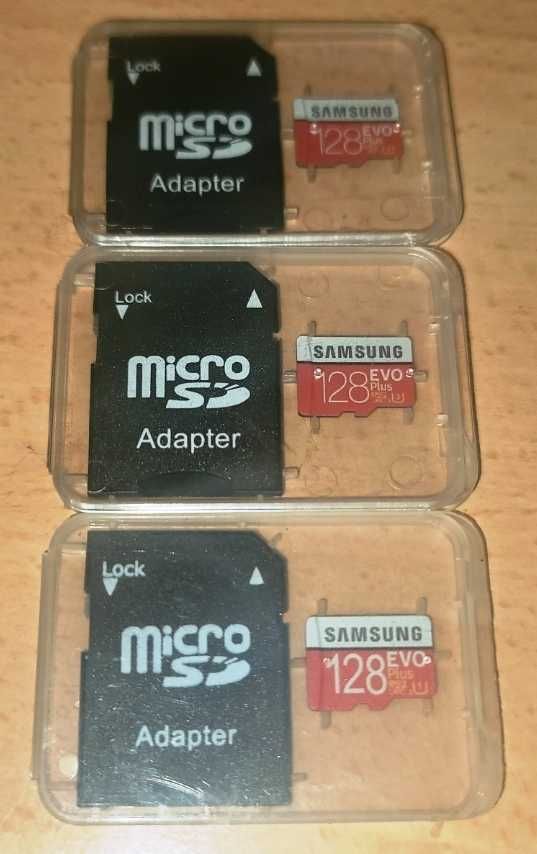 Lock
Micro
SD
Adapter
SAMSUNG
128 EVO
Plus
Lock
Micro
SD
Adapter
SAMSUNG
128 EVO
Plus
Lock
Micro
SD
Adapter
SAMSUNG
128 EVO
Plus